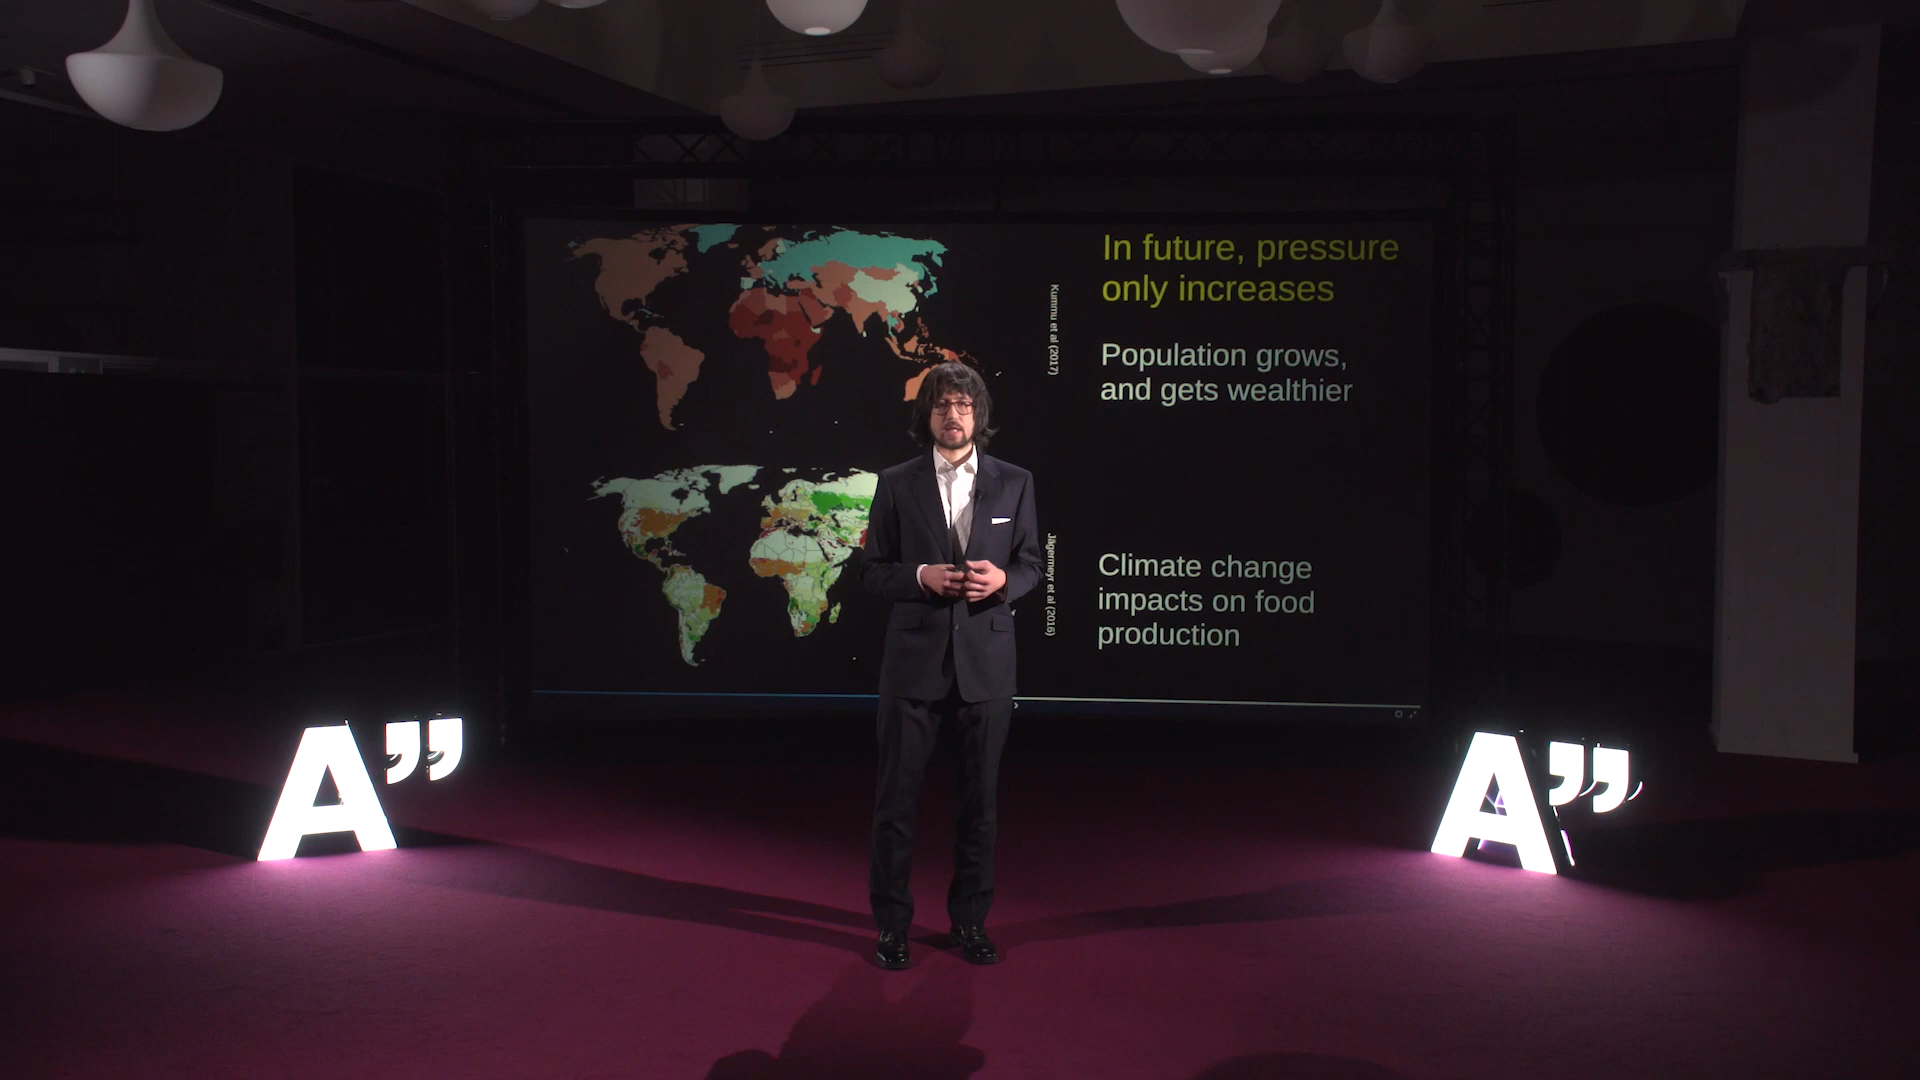 In future, pressure
only increases
Kummu et al (2017)
Population grows,
and gets wealthier
Jägermeyr et al (2016)
Climate change
impacts on food
production
A”
A”